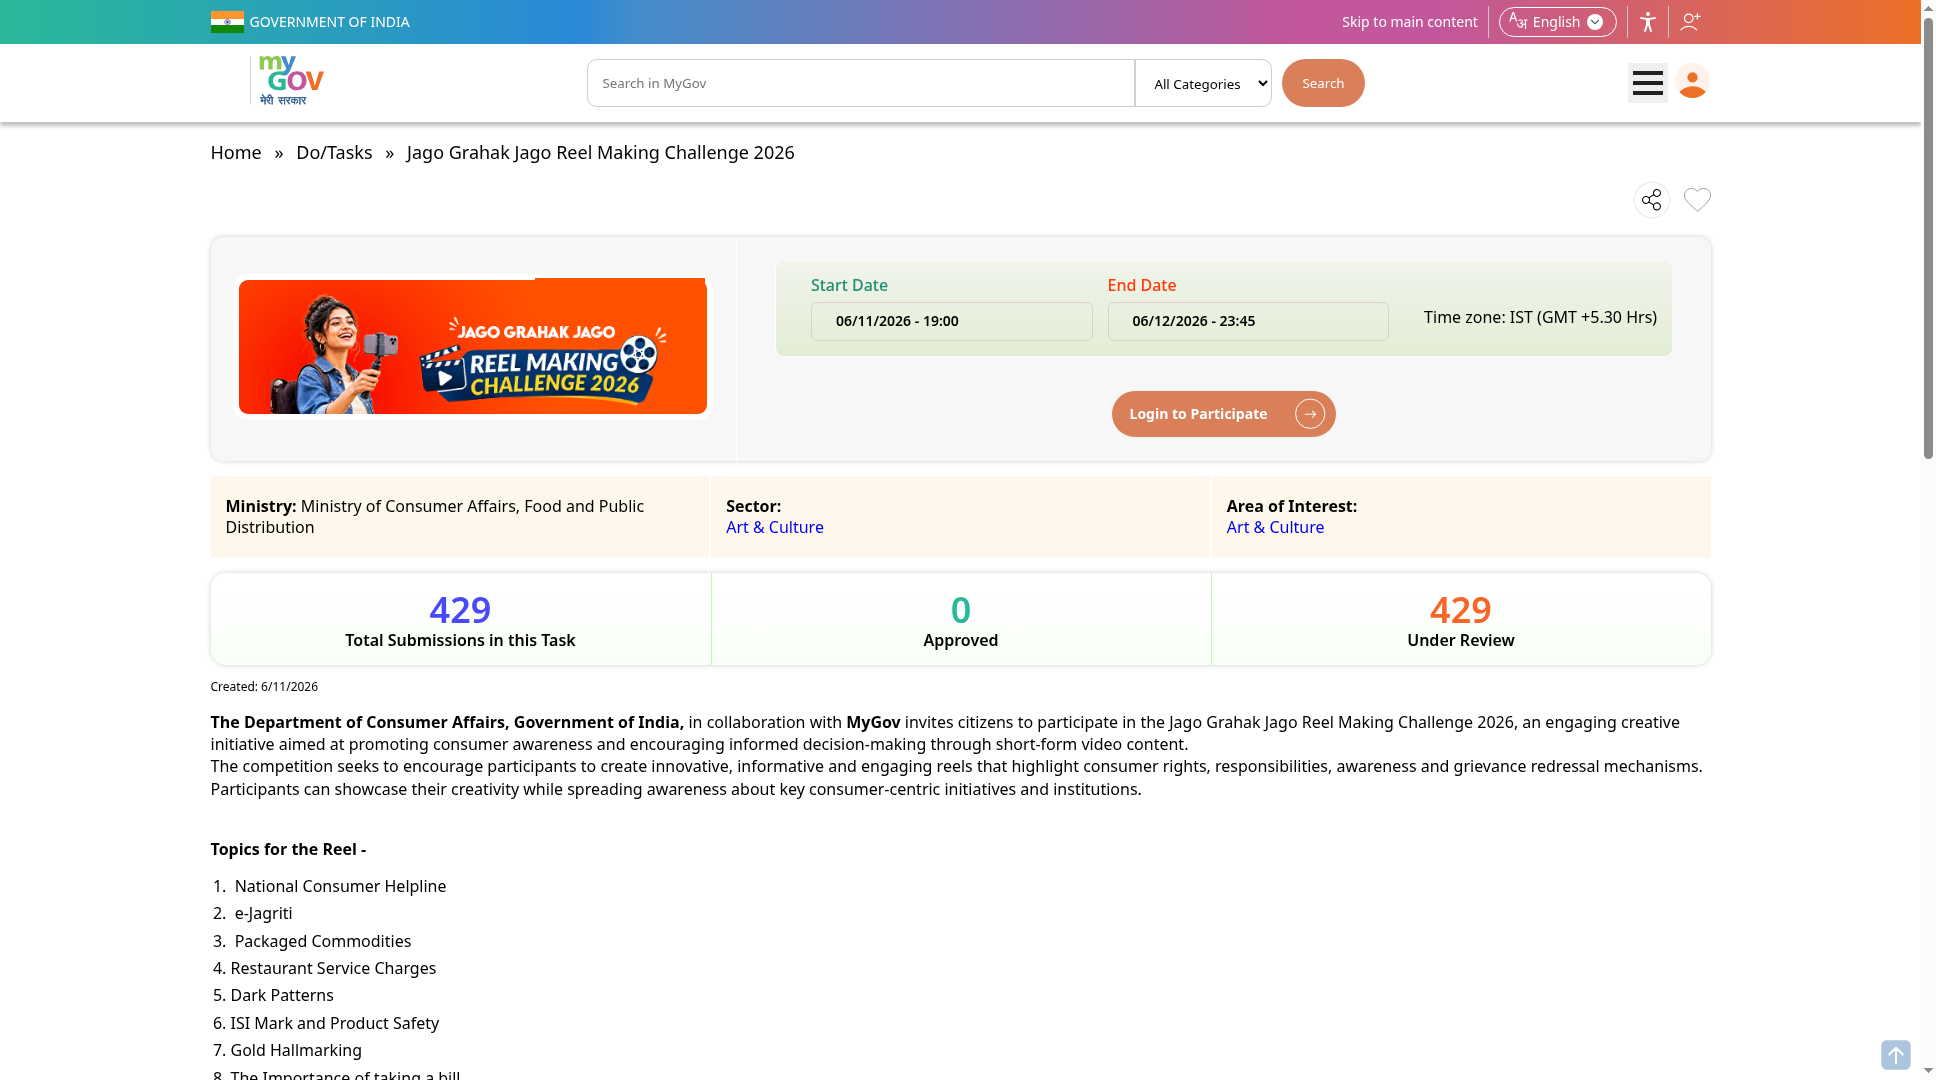 GOVERNMENT OF INDIA
Skip to main content
Aअ English
my
GOV
मेरी सरकार
Search in MyGov
All Categories
Search
Home » Do/Tasks » Jago Grahak Jago Reel Making Challenge 2026
JAGO GRAHAK JAGO
REEL MAKING
CHALLENGE 2026
Start Date
06/11/2026 - 19:00
End Date
06/12/2026 - 23:45
Time zone: IST (GMT +5.30 Hrs)
Login to Participate
Ministry: Ministry of Consumer Affairs, Food and Public
Distribution
Sector:
Art & Culture
Area of Interest:
Art & Culture
429
Total Submissions in this Task
0
Approved
429
Under Review
Created: 6/11/2026
The Department of Consumer Affairs, Government of India, in collaboration with MyGov invites citizens to participate in the Jago Grahak Jago Reel Making Challenge 2026, an engaging creative
initiative aimed at promoting consumer awareness and encouraging informed decision-making through short-form video content.
The competition seeks to encourage participants to create innovative, informative and engaging reels that highlight consumer rights, responsibilities, awareness and grievance redressal mechanisms.
Participants can showcase their creativity while spreading awareness about key consumer-centric initiatives and institutions.
Topics for the Reel -
1. National Consumer Helpline
2. e-Jagriti
3. Packaged Commodities
4. Restaurant Service Charges
5. Dark Patterns
6. ISI Mark and Product Safety
7. Gold Hallmarking
8. The Importance of taking a bill